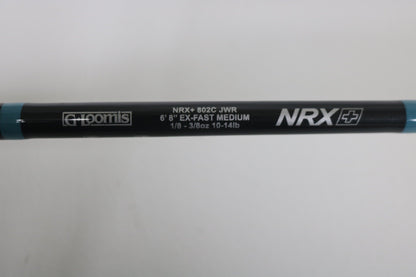 G Loomis
NRX+ 802C JWR
6' 8" EX-FAST MEDIUM
1/8 - 3/8oz 10-14lb
NRX+